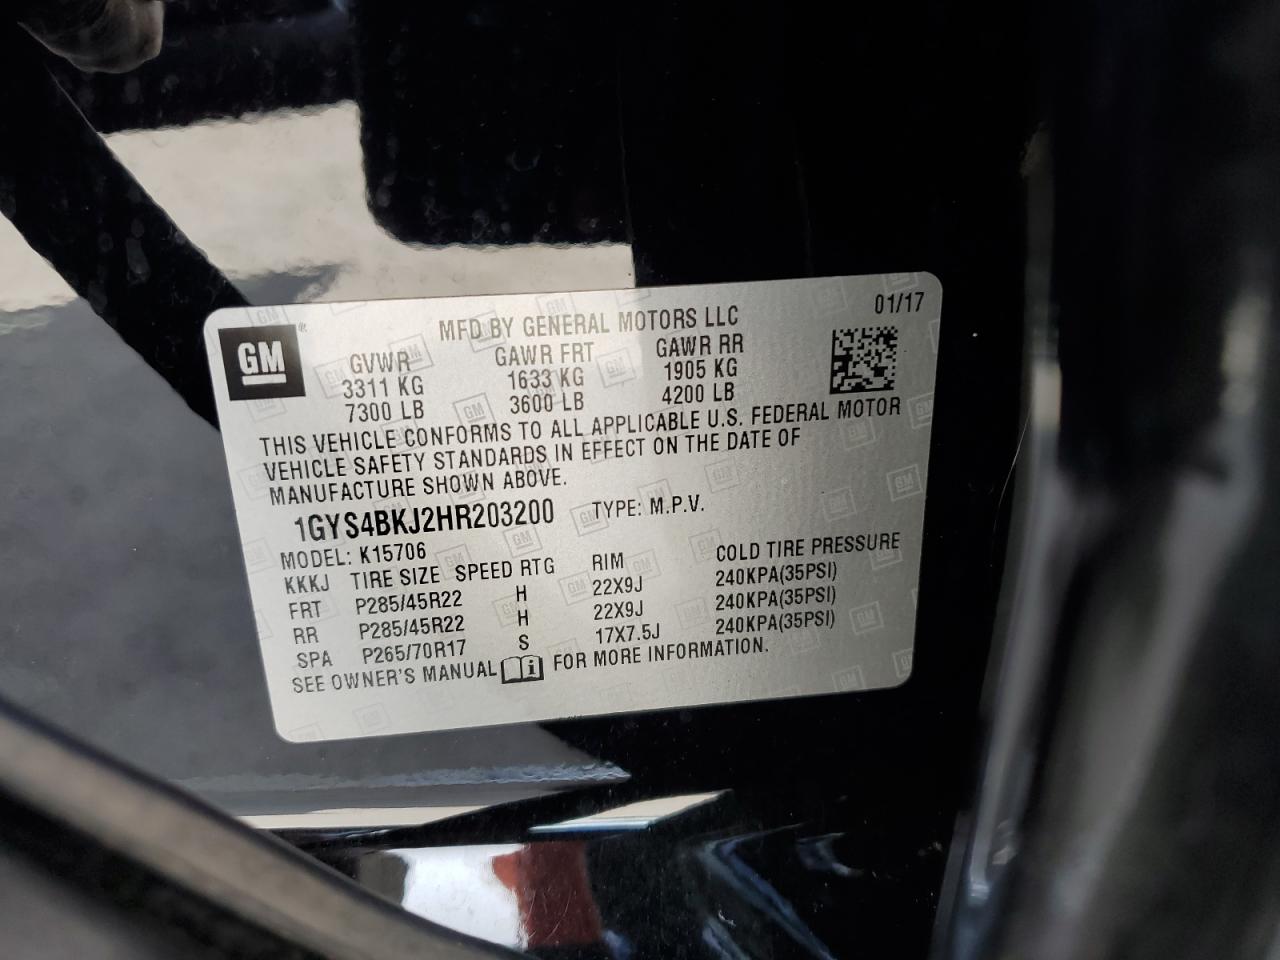 01/17
GM ®
MFD BY GENERAL MOTORS LLC
GVWR GAWR FRT GAWR RR
3311 KG 1633 KG 1905 KG
7300 LB 3600 LB 4200 LB
THIS VEHICLE CONFORMS TO ALL APPLICABLE U.S. FEDERAL MOTOR
VEHICLE SAFETY STANDARDS IN EFFECT ON THE DATE OF
MANUFACTURE SHOWN ABOVE.
1GYS4BKJ2HR203200 TYPE: M.P.V.
MODEL: K15706
KKKJ TIRE SIZE SPEED RTG RIM COLD TIRE PRESSURE
FRT P285/45R22 H 22X9J 240KPA(35PSI)
RR P285/45R22 H 22X9J 240KPA(35PSI)
SPA P265/70R17 S 17X7.5J 240KPA(35PSI)
SEE OWNER'S MANUAL i FOR MORE INFORMATION.